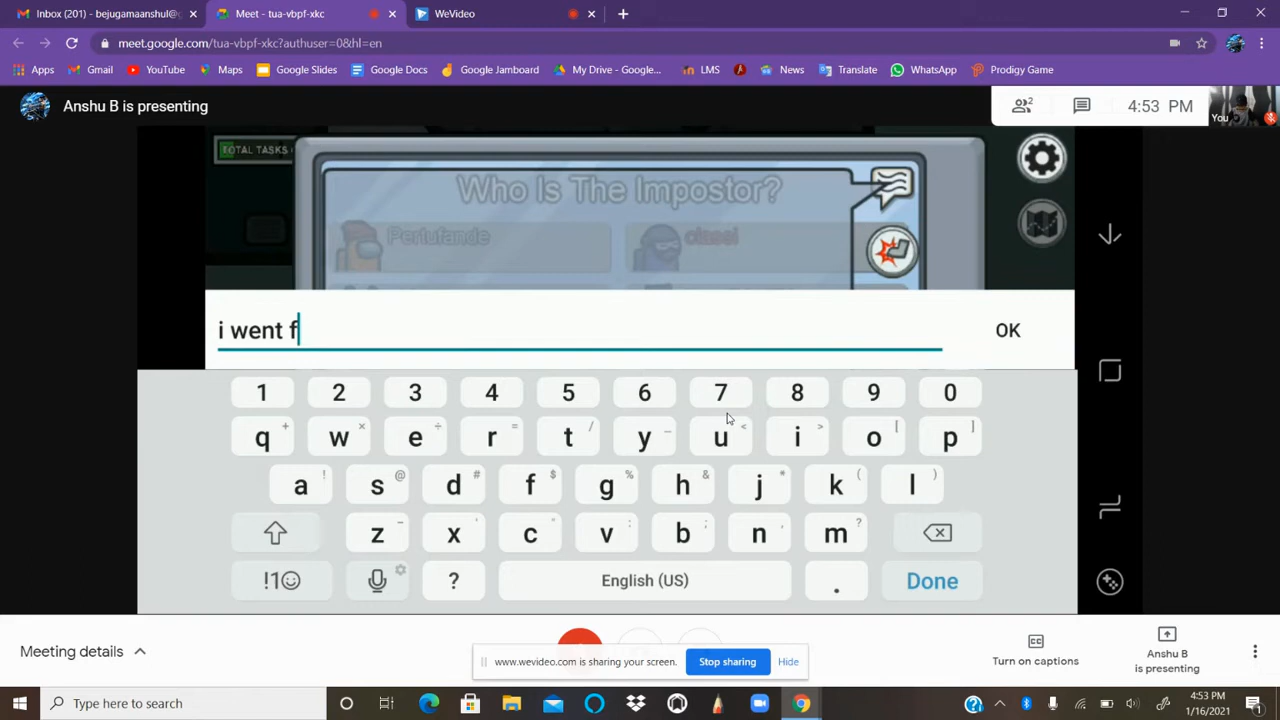 Inbox (201) - bejugamaanshul@g
Meet - tua-vbpf-xkc
WeVideo
meet.google.com/tua-vbpf-xkc?authuser=0&hl=en
Apps Gmail YouTube Maps Google Slides Google Docs Google Jamboard My Drive - Google... LMS News Translate WhatsApp Prodigy Game
Anshu B is presenting
2
4:53 PM
You
TOTAL TASKS
Who Is The Impostor?
Pertufande
olassi
i went f
OK
1 2 3 4 5 6 7 8 9 0
q + w × e ÷ r = t / y _ u < i > o [ p ]
a ! s @ d # f $ g % h & j * k ( l )
z - x ' c " v : b ; n , m ?
!1☺ ? English (US) . Done
Meeting details
www.wevideo.com is sharing your screen. Stop sharing Hide
Turn on captions
Anshu B
is presenting
Type here to search
4:53 PM
1/16/2021
1